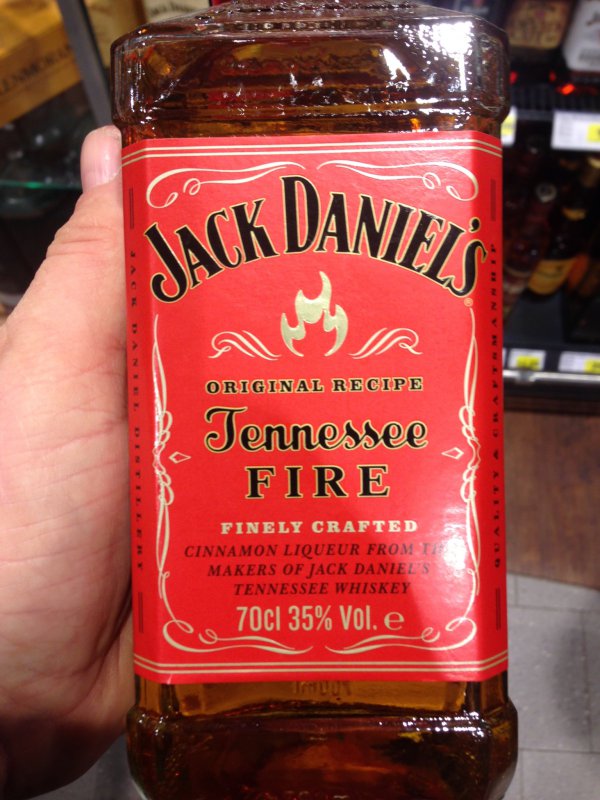 JACK DANIEL'S
ORIGINAL RECIPE
Tennessee
FIRE
FINELY CRAFTED
CINNAMON LIQUEUR FROM THE
MAKERS OF JACK DANIEL'S
TENNESSEE WHISKEY
70cl 35% Vol. e
JACK DANIEL DISTILLERY
QUALITY & CRAFTSMANSHIP